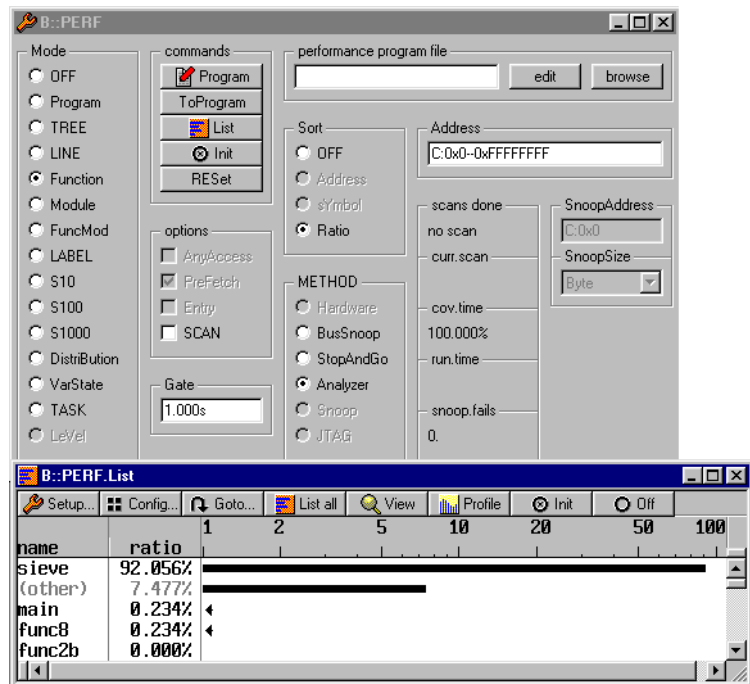 B::PERF
Mode
OFF
Program
TREE
LINE
Function
Module
FuncMod
LABEL
S10
S100
S1000
DistriBution
VarState
TASK
LeVel
commands
Program
ToProgram
List
Init
RESet
options
AnyAccess
PreFetch
Entry
SCAN
Gate
1.000s
performance program file
edit
browse
Sort
OFF
Address
sYmbol
Ratio
METHOD
Hardware
BusSnoop
StopAndGo
Analyzer
Snoop
JTAG
Address
C:0x0--0xFFFFFFFF
scans done
no scan
curr.scan
cov.time
100.000%
run.time
snoop.fails
0.
SnoopAddress
C:0x0
SnoopSize
Byte
B::PERF.List
Setup... Config... Goto... List all View Profile Init Off
1 2 5 10 20 50 100
name ratio
sieve 92.056%
(other) 7.477%
main 0.234%
func8 0.234%
func2b 0.000%